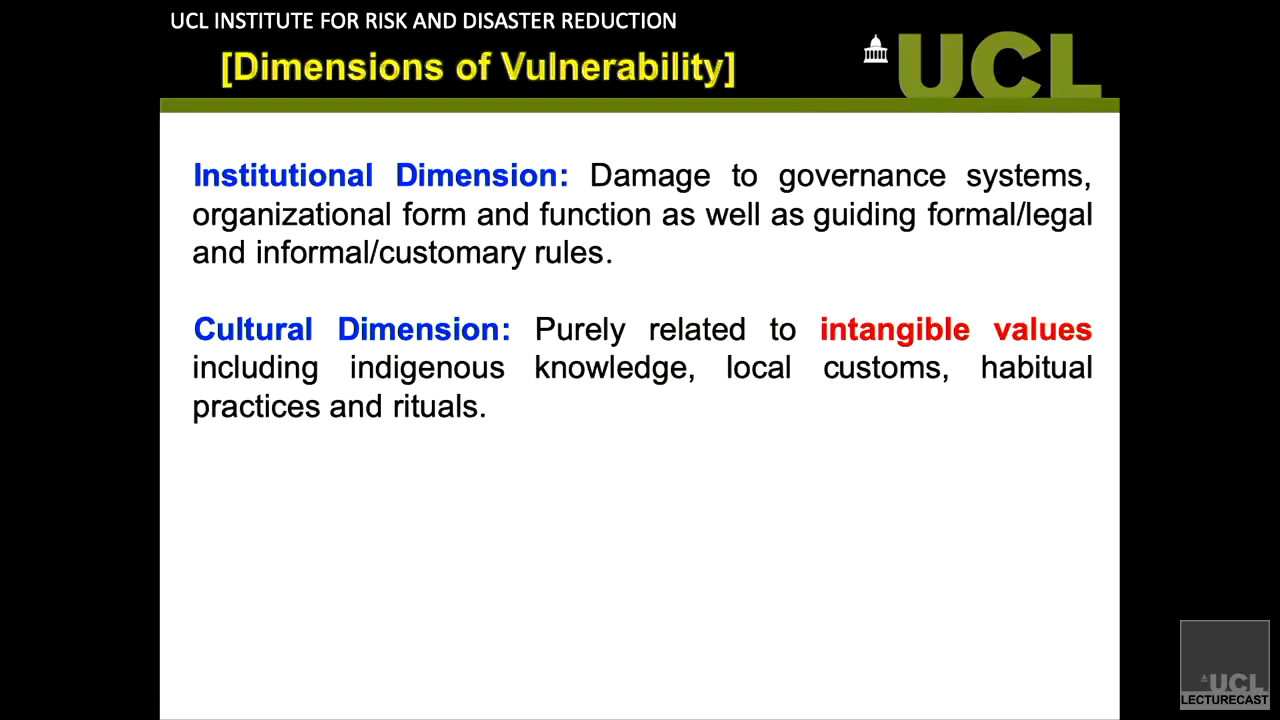 UCL INSTITUTE FOR RISK AND DISASTER REDUCTION
[Dimensions of Vulnerability]
UCL
Institutional Dimension: Damage to governance systems,
organizational form and function as well as guiding formal/legal
and informal/customary rules.
Cultural Dimension: Purely related to intangible values
including indigenous knowledge, local customs, habitual
practices and rituals.
UCL
LECTURECAST